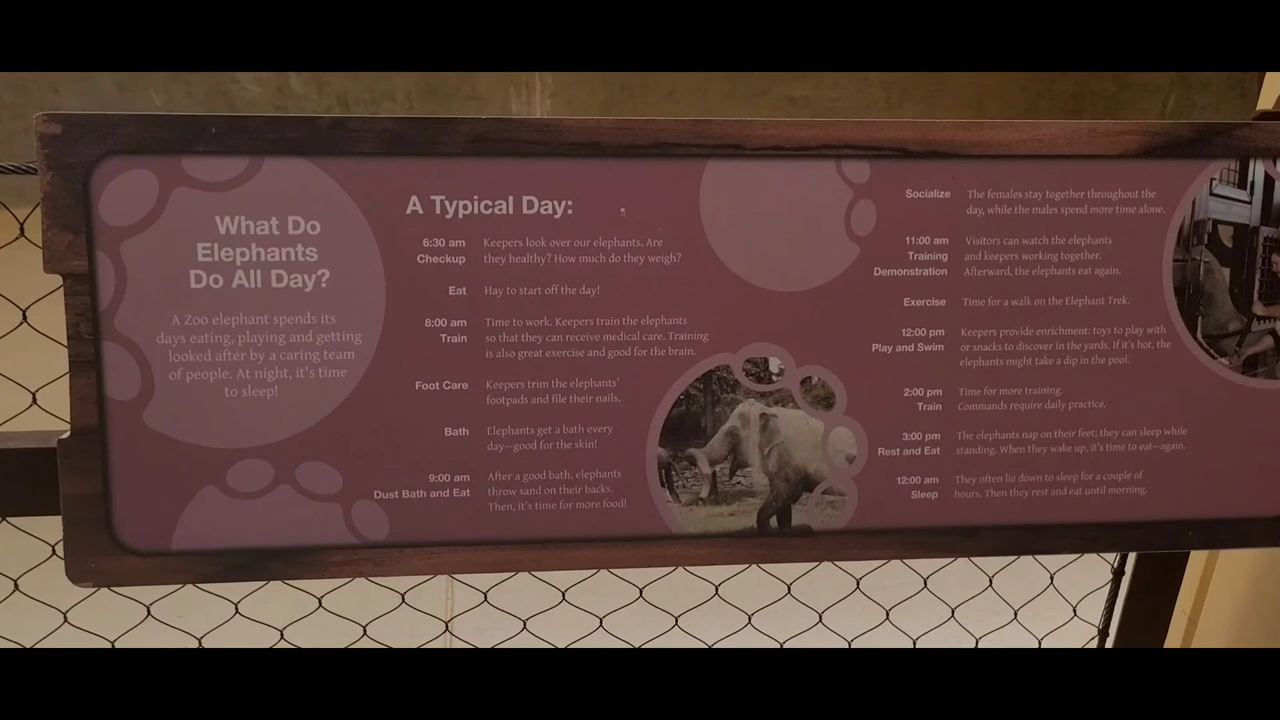 What Do
Elephants
Do All Day?
A Zoo elephant spends its
days eating, playing and getting
looked after by a caring team
of people. At night, it's time
to sleep!
A Typical Day:
6:30 am
Checkup
Keepers look over our elephants. Are
they healthy? How much do they weigh?
Eat
Hay to start off the day!
8:00 am
Train
Time to work. Keepers train the elephants
so that they can receive medical care. Training
is also great exercise and good for the brain.
Foot Care
Keepers trim the elephants'
footpads and file their nails.
Bath
Elephants get a bath every
day—good for the skin!
9:00 am
Dust Bath and Eat
After a good bath, elephants
throw sand on their backs.
Then, it's time for more food!
Socialize
The females stay together throughout the
day, while the males spend more time alone.
11:00 am
Training
Demonstration
Visitors can watch the elephants
and keepers working together.
Afterward, the elephants eat again.
Exercise
Time for a walk on the Elephant Trek.
12:00 pm
Play and Swim
Keepers provide enrichment: toys to play with
or snacks to discover in the yards. If it's hot, the
elephants might take a dip in the pool.
2:00 pm
Train
Time for more training.
Commands require daily practice.
3:00 pm
Rest and Eat
The elephants nap on their feet; they can sleep while
standing. When they wake up, it's time to eat—again.
12:00 am
Sleep
They often lie down to sleep for a couple of
hours. Then they rest and eat until morning.